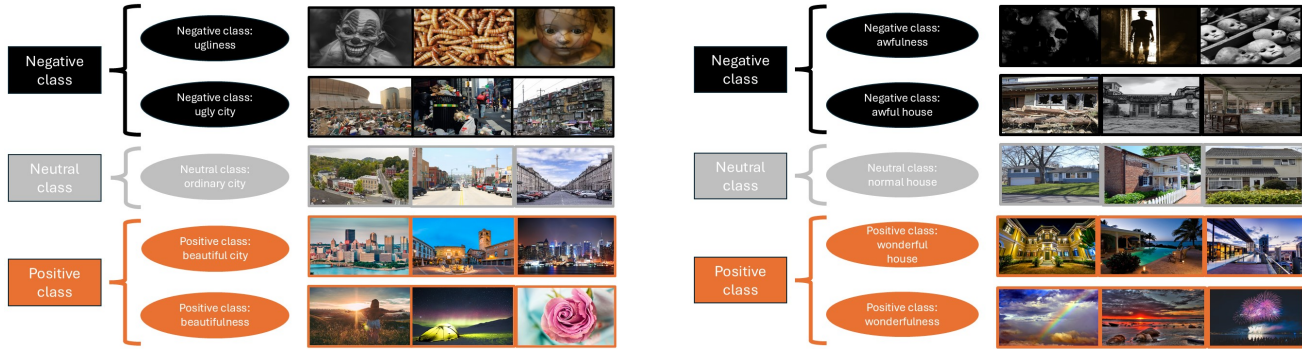 Negative class
Negative class:
ugliness
Negative class:
ugly city
Neutral class
Neutral class:
ordinary city
Positive class
Positive class:
beautiful city
Positive class:
beautifulness
Negative class
Negative class:
awfulness
Negative class:
awful house
Neutral class
Neutral class:
normal house
Positive class
Positive class:
wonderful
house
Positive class:
wonderfulness